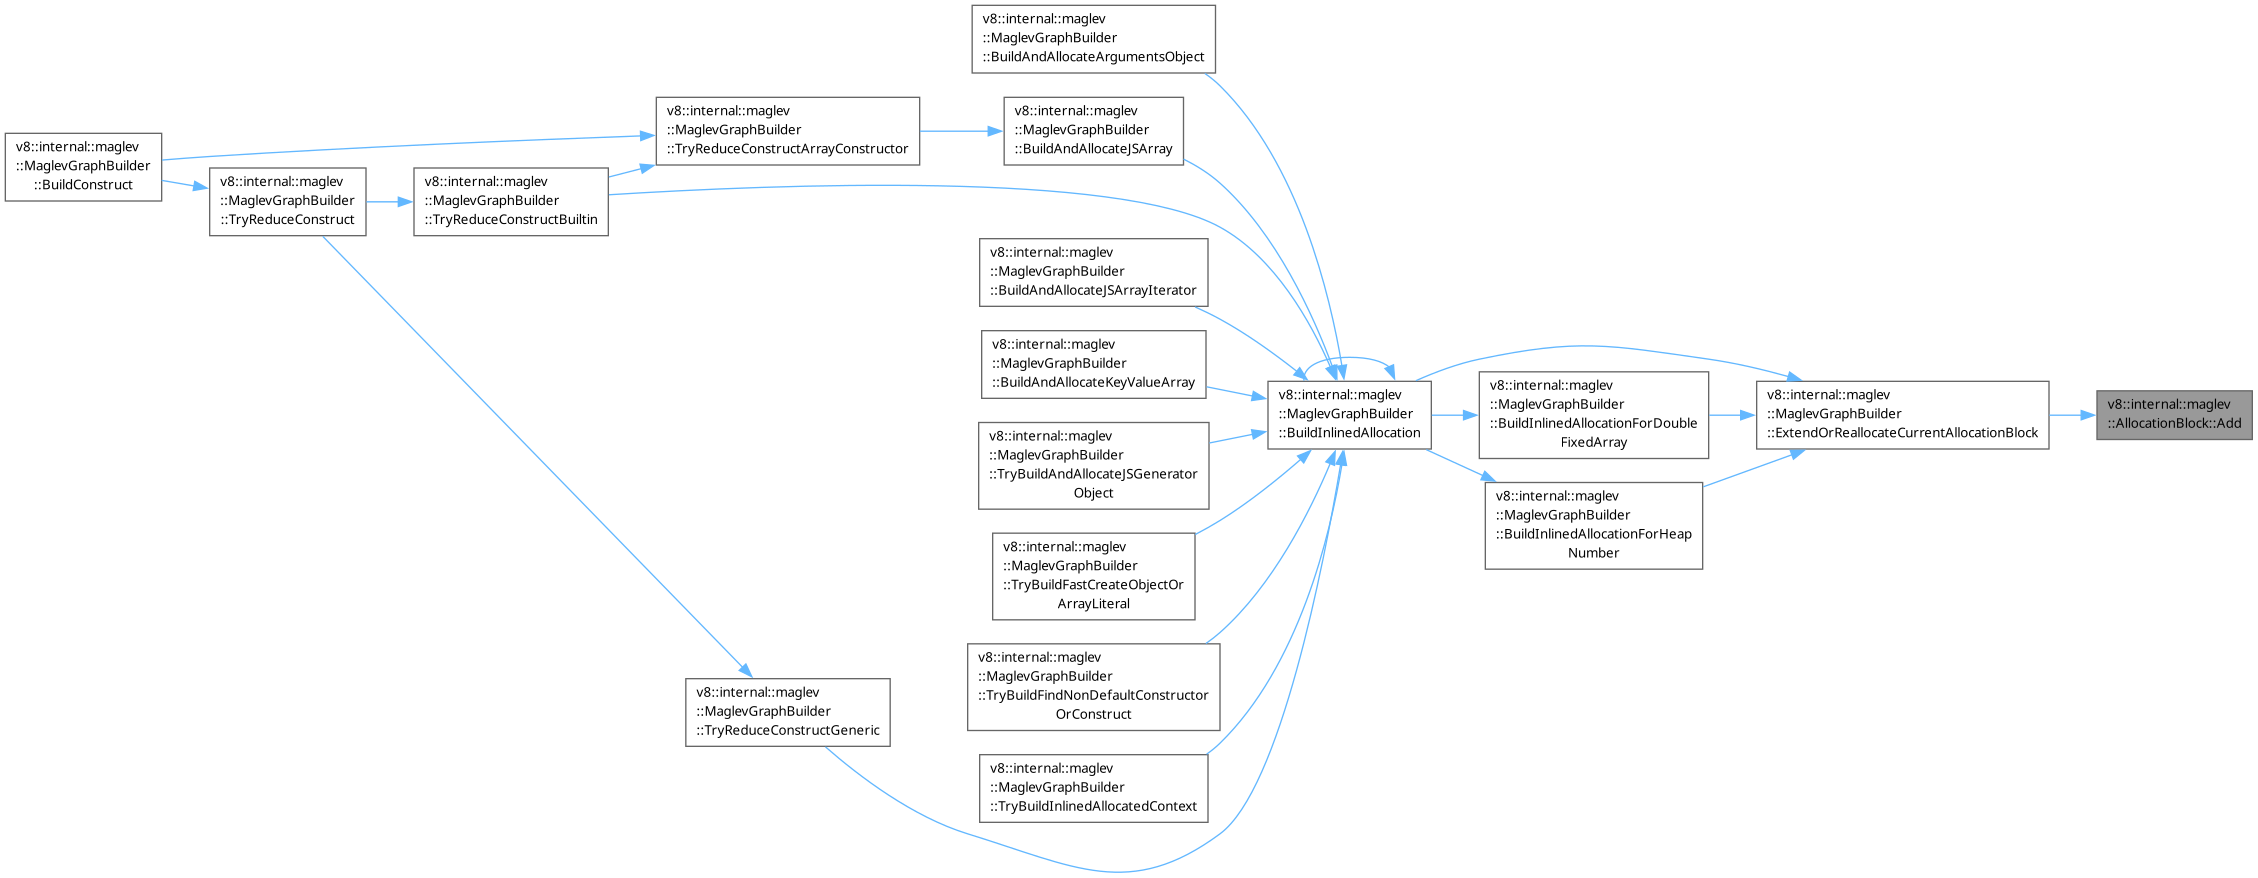 v8::internal::maglev
::MaglevGraphBuilder
::BuildAndAllocateArgumentsObject
v8::internal::maglev
::MaglevGraphBuilder
::TryReduceConstructArrayConstructor
v8::internal::maglev
::MaglevGraphBuilder
::BuildAndAllocateJSArray
v8::internal::maglev
::MaglevGraphBuilder
::BuildConstruct
v8::internal::maglev
::MaglevGraphBuilder
::TryReduceConstruct
v8::internal::maglev
::MaglevGraphBuilder
::TryReduceConstructBuiltin
v8::internal::maglev
::MaglevGraphBuilder
::BuildAndAllocateJSArrayIterator
v8::internal::maglev
::MaglevGraphBuilder
::BuildAndAllocateKeyValueArray
v8::internal::maglev
::MaglevGraphBuilder
::BuildInlinedAllocation
v8::internal::maglev
::MaglevGraphBuilder
::BuildInlinedAllocationForDouble
FixedArray
v8::internal::maglev
::MaglevGraphBuilder
::ExtendOrReallocateCurrentAllocationBlock
v8::internal::maglev
::AllocationBlock::Add
v8::internal::maglev
::MaglevGraphBuilder
::TryBuildAndAllocateJSGenerator
Object
v8::internal::maglev
::MaglevGraphBuilder
::BuildInlinedAllocationForHeap
Number
v8::internal::maglev
::MaglevGraphBuilder
::TryBuildFastCreateObjectOr
ArrayLiteral
v8::internal::maglev
::MaglevGraphBuilder
::TryBuildFindNonDefaultConstructor
OrConstruct
v8::internal::maglev
::MaglevGraphBuilder
::TryReduceConstructGeneric
v8::internal::maglev
::MaglevGraphBuilder
::TryBuildInlinedAllocatedContext